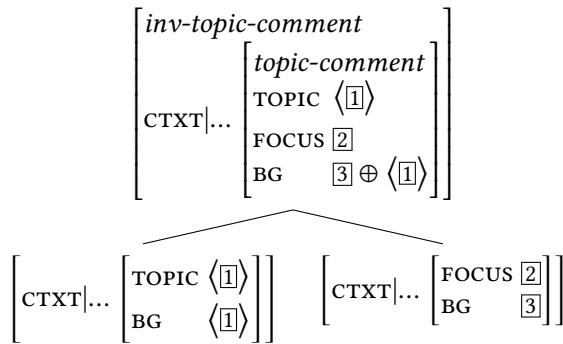 inv-topic-comment
topic-comment
TOPIC ⟨1⟩
CTXT|…
FOCUS 2
BG 3 ⊕ ⟨1⟩
TOPIC ⟨1⟩
CTXT|…
BG ⟨1⟩
FOCUS 2
CTXT|…
BG 3